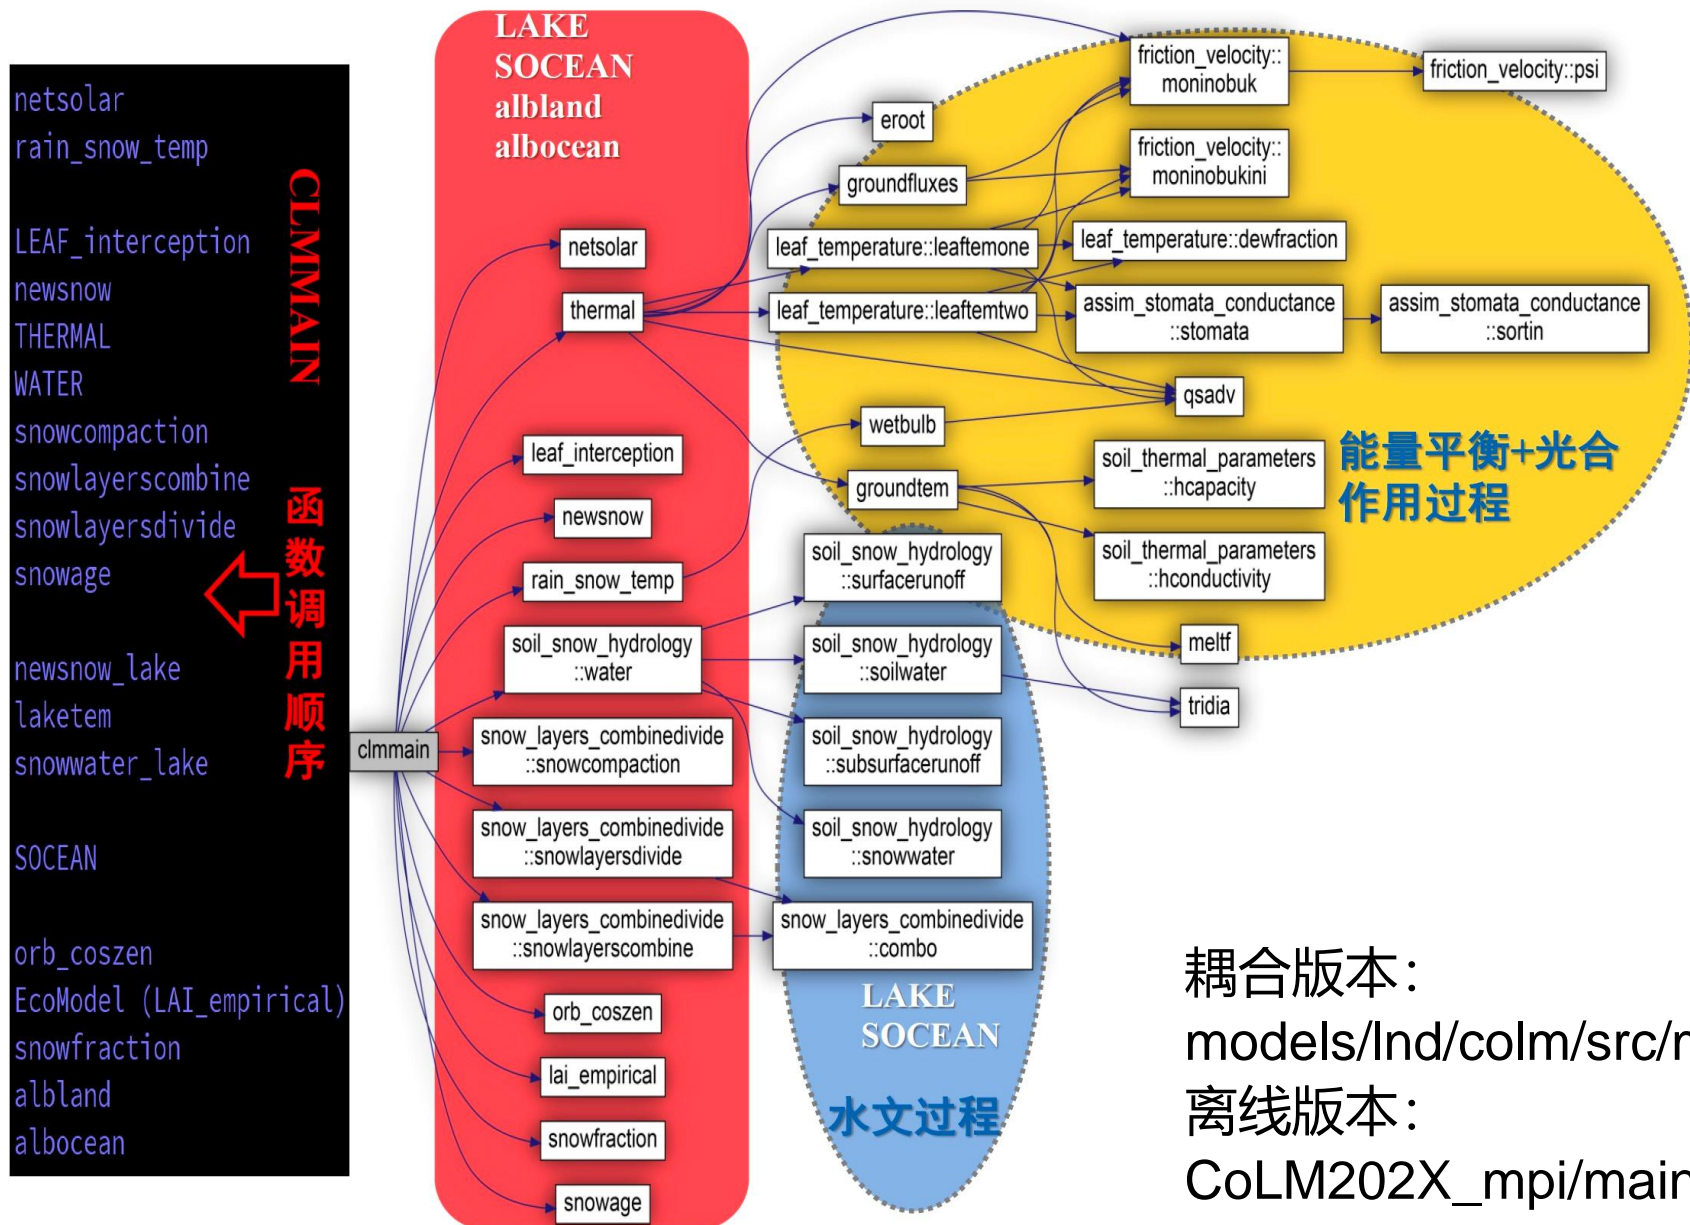 netsolar
rain_snow_temp
LEAF_interception
newsnow
THERMAL
WATER
snowcompaction
snowlayerscombine
snowlayersdivide
snowage
newsnow_lake
laketem
snowwater_lake
SOCEAN
orb_coszen
EcoModel (LAI_empirical)
snowfraction
albland
albocean
CLMMAIN
函数调用顺序
clmmain
LAKE
SOCEAN
albland
albocean
netsolar
thermal
leaf_interception
newsnow
rain_snow_temp
soil_snow_hydrology
::water
snow_layers_combinedivide
::snowcompaction
snow_layers_combinedivide
::snowlayersdivide
snow_layers_combinedivide
::snowlayerscombine
orb_coszen
lai_empirical
snowfraction
snowage
eroot
groundfluxes
leaf_temperature::leaftemone
leaf_temperature::leaftemtwo
wetbulb
groundtem
soil_snow_hydrology
::surfacerunoff
soil_snow_hydrology
::soilwater
soil_snow_hydrology
::subsurfacerunoff
soil_snow_hydrology
::snowwater
snow_layers_combinedivide
::combo
LAKE
SOCEAN
水文过程
friction_velocity::
moninobuk
friction_velocity::
moninobukini
leaf_temperature::dewfraction
assim_stomata_conductance
::stomata
qsadv
soil_thermal_parameters
::hcapacity
soil_thermal_parameters
::hconductivity
meltf
tridia
friction_velocity::psi
assim_stomata_conductance
::sortin
能量平衡+光合
作用过程
耦合版本：
models/lnd/colm/src/
离线版本：
CoLM202X_mpi/main